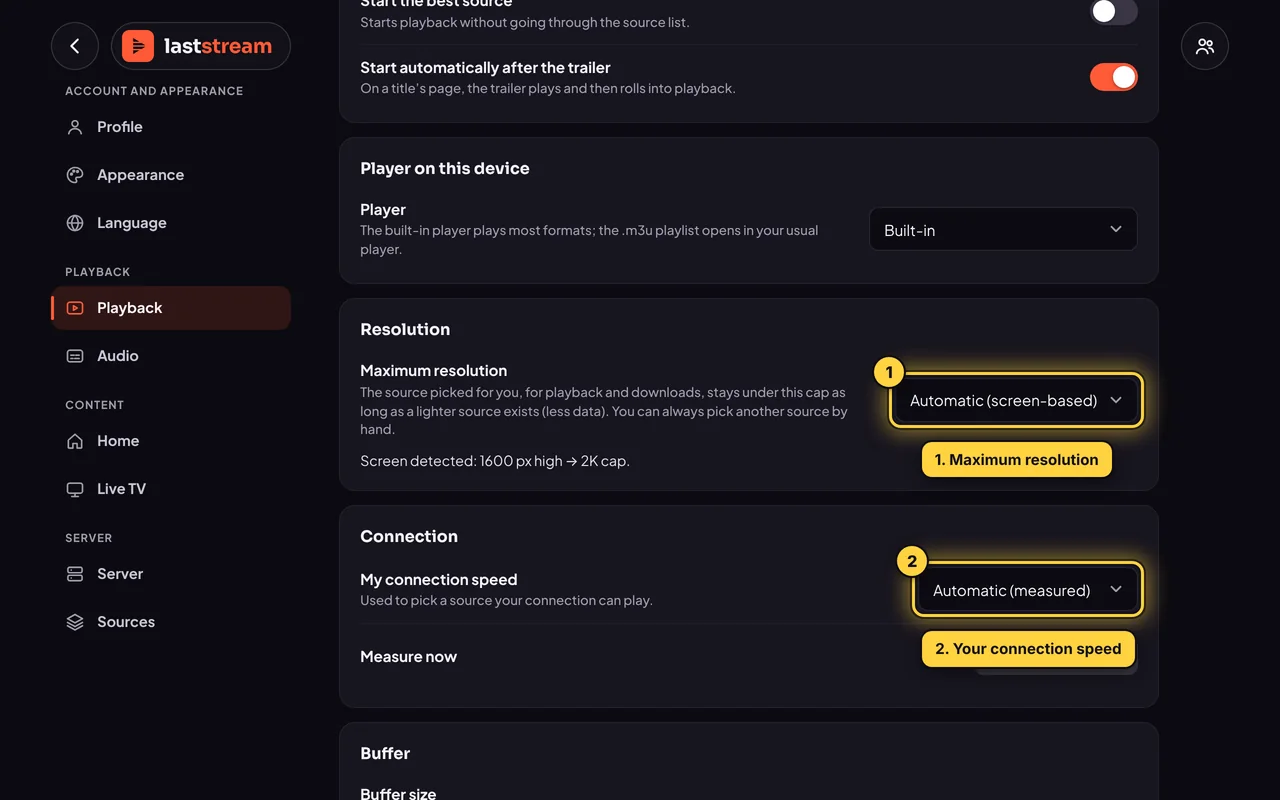 laststream
ACCOUNT AND APPEARANCE
Profile
Appearance
Language
PLAYBACK
Playback
Audio
CONTENT
Home
Live TV
SERVER
Server
Sources
Start the best source
Starts playback without going through the source list.
Start automatically after the trailer
On a title's page, the trailer plays and then rolls into playback.
Player on this device
Player
The built-in player plays most formats; the .m3u playlist opens in your usual
player.
Built-in
Resolution
Maximum resolution
The source picked for you, for playback and downloads, stays under this cap as
long as a lighter source exists (less data). You can always pick another source by
hand.
Screen detected: 1600 px high → 2K cap.
1
Automatic (screen-based)
1. Maximum resolution
Connection
My connection speed
Used to pick a source your connection can play.
2
Automatic (measured)
2. Your connection speed
Measure now
Buffer
Buffer size